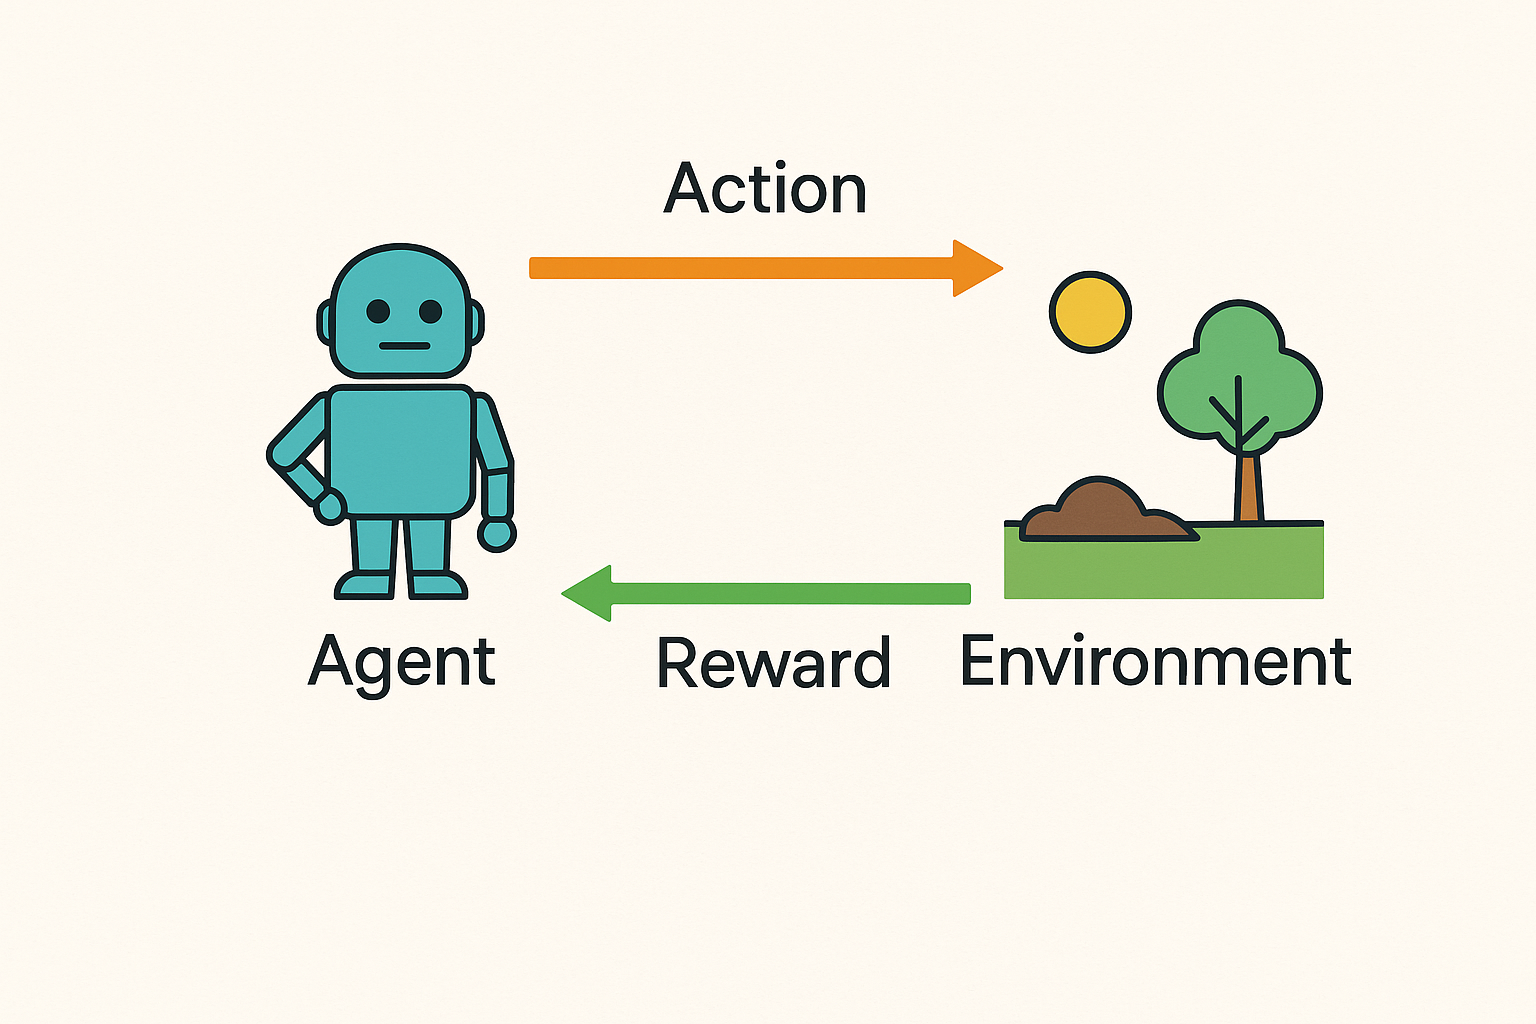 Action
Agent
Reward
Environment